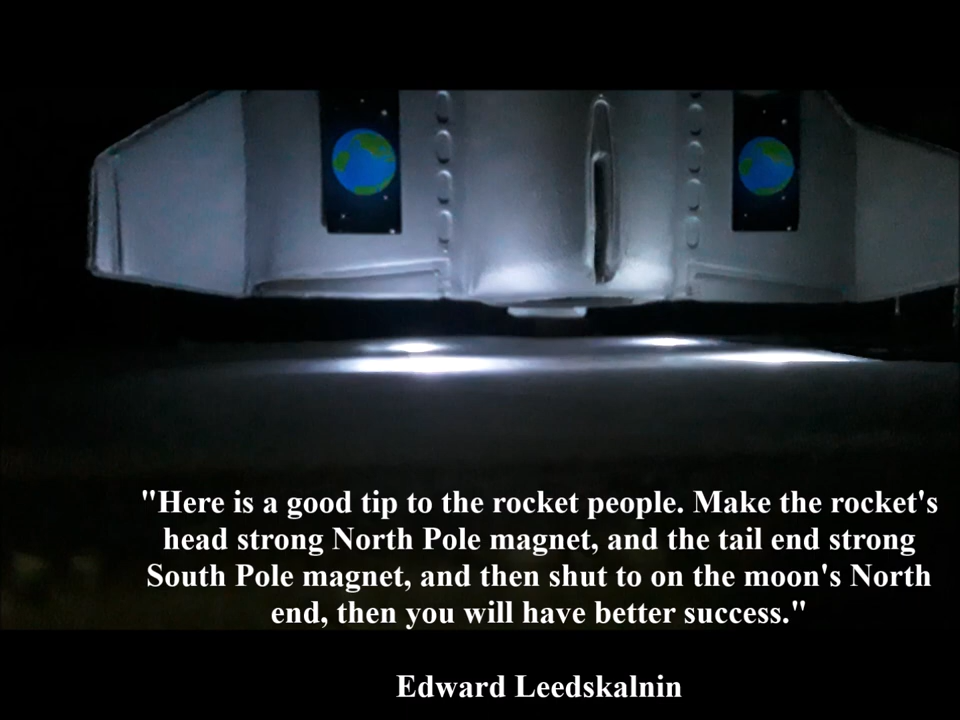 "Here is a good tip to the rocket people. Make the rocket's
head strong North Pole magnet, and the tail end strong
South Pole magnet, and then shut to on the moon's North
end, then you will have better success."
Edward Leedskalnin